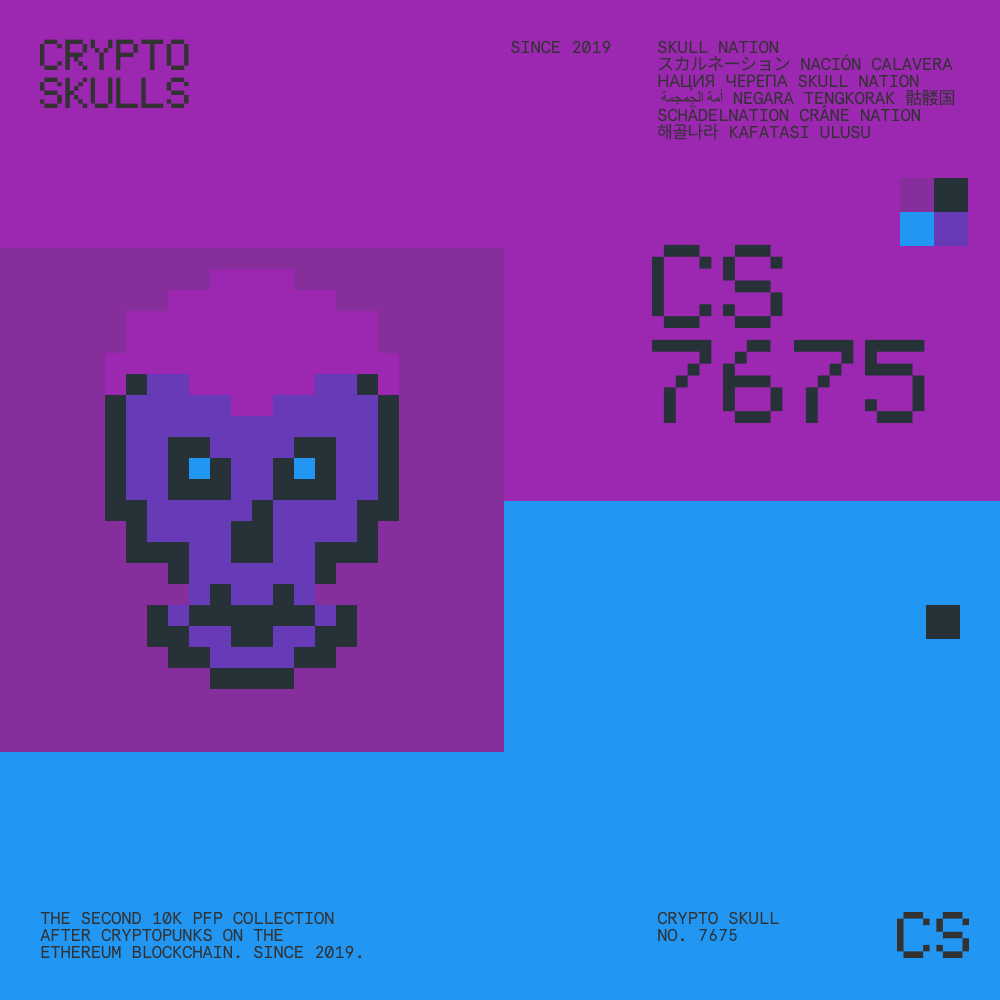 CRYPTO
SKULLS
SINCE 2019
SKULL NATION
スカルネーション NACIÓN CALAVERA
НАЦИЯ ЧЕРЕПА SKULL NATION
أمة الجمجمة NEGARA TENGKORAK 骷髅国
SCHÄDELNATION CRÂNE NATION
해골나라 KAFATASI ULUSU
CS
7675
THE SECOND 10K PFP COLLECTION
AFTER CRYPTOPUNKS ON THE
ETHEREUM BLOCKCHAIN. SINCE 2019.
CRYPTO SKULL
NO. 7675
CS